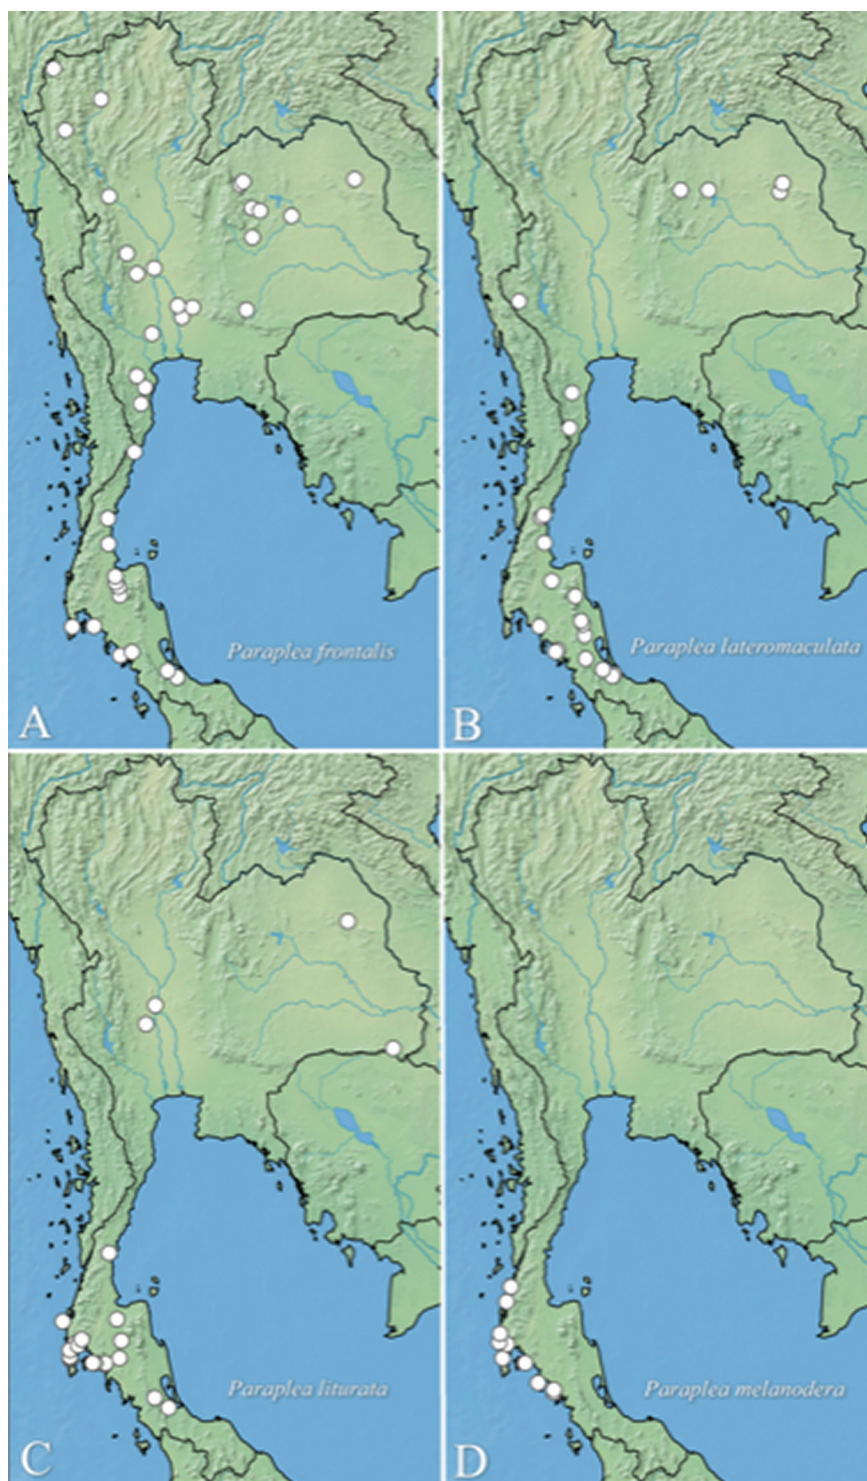 Paraplea frontalis
A
Paraplea lateromaculata
B
Paraplea liturata
C
Paraplea melanodera
D